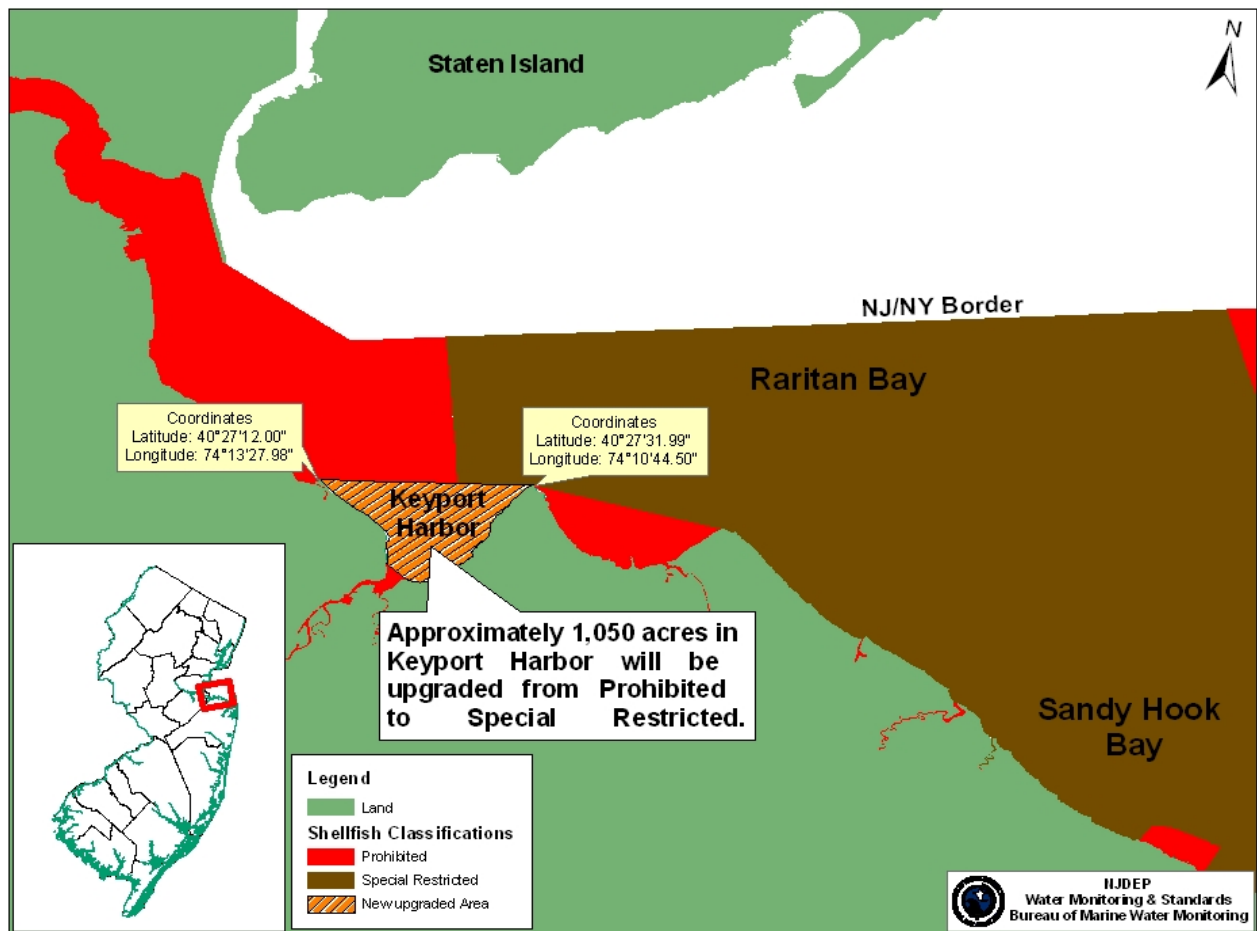 Staten Island
N
NJ/NY Border
Raritan Bay
Coordinates
Latitude: 40°27'12.00"
Longitude: 74°13'27.98"
Coordinates
Latitude: 40°27'31.99"
Longitude: 74°10'44.50"
Keyport
Harbor
Approximately 1,050 acres in
Keyport Harbor will be
upgraded from Prohibited
to Special Restricted.
Sandy Hook
Bay
Legend
Land
Shellfish Classifications
Prohibited
Special Restricted
New upgraded Area
NJDEP
Water Monitoring & Standards
Bureau of Marine Water Monitoring